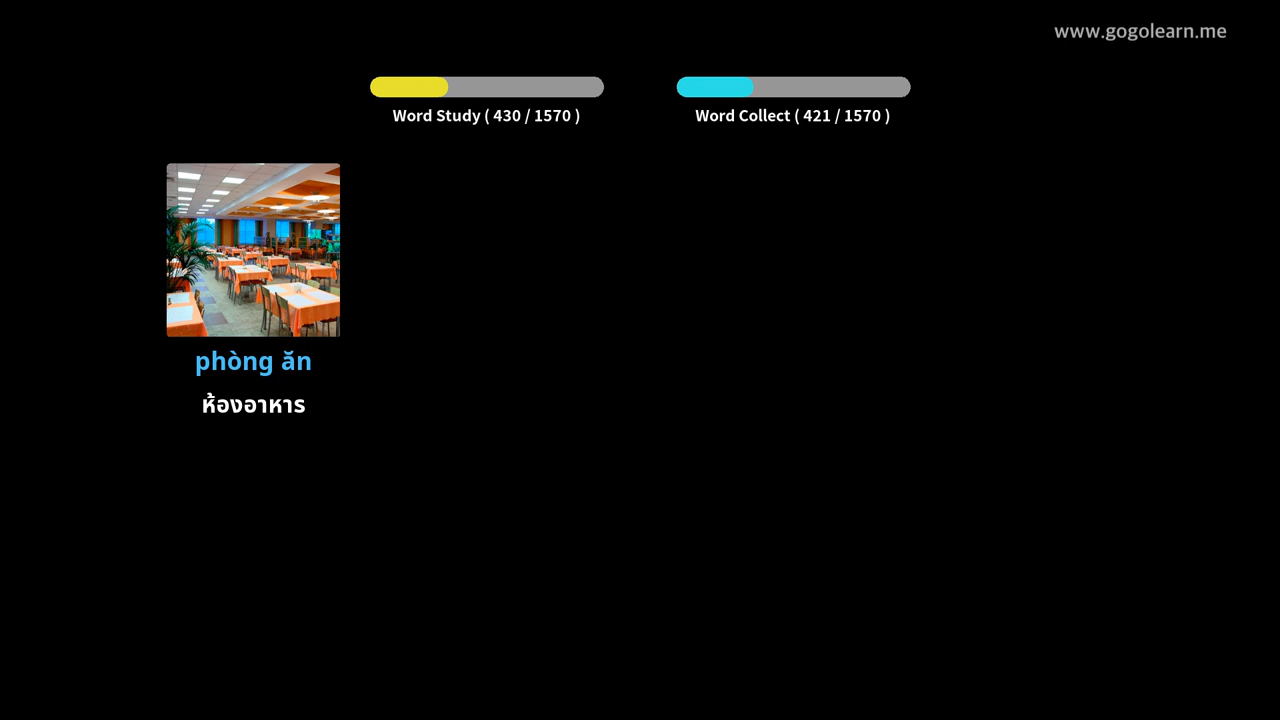 www.gogolearn.me
Word Study ( 430 / 1570 )
Word Collect ( 421 / 1570 )
phòng ăn
ห้องอาหาร